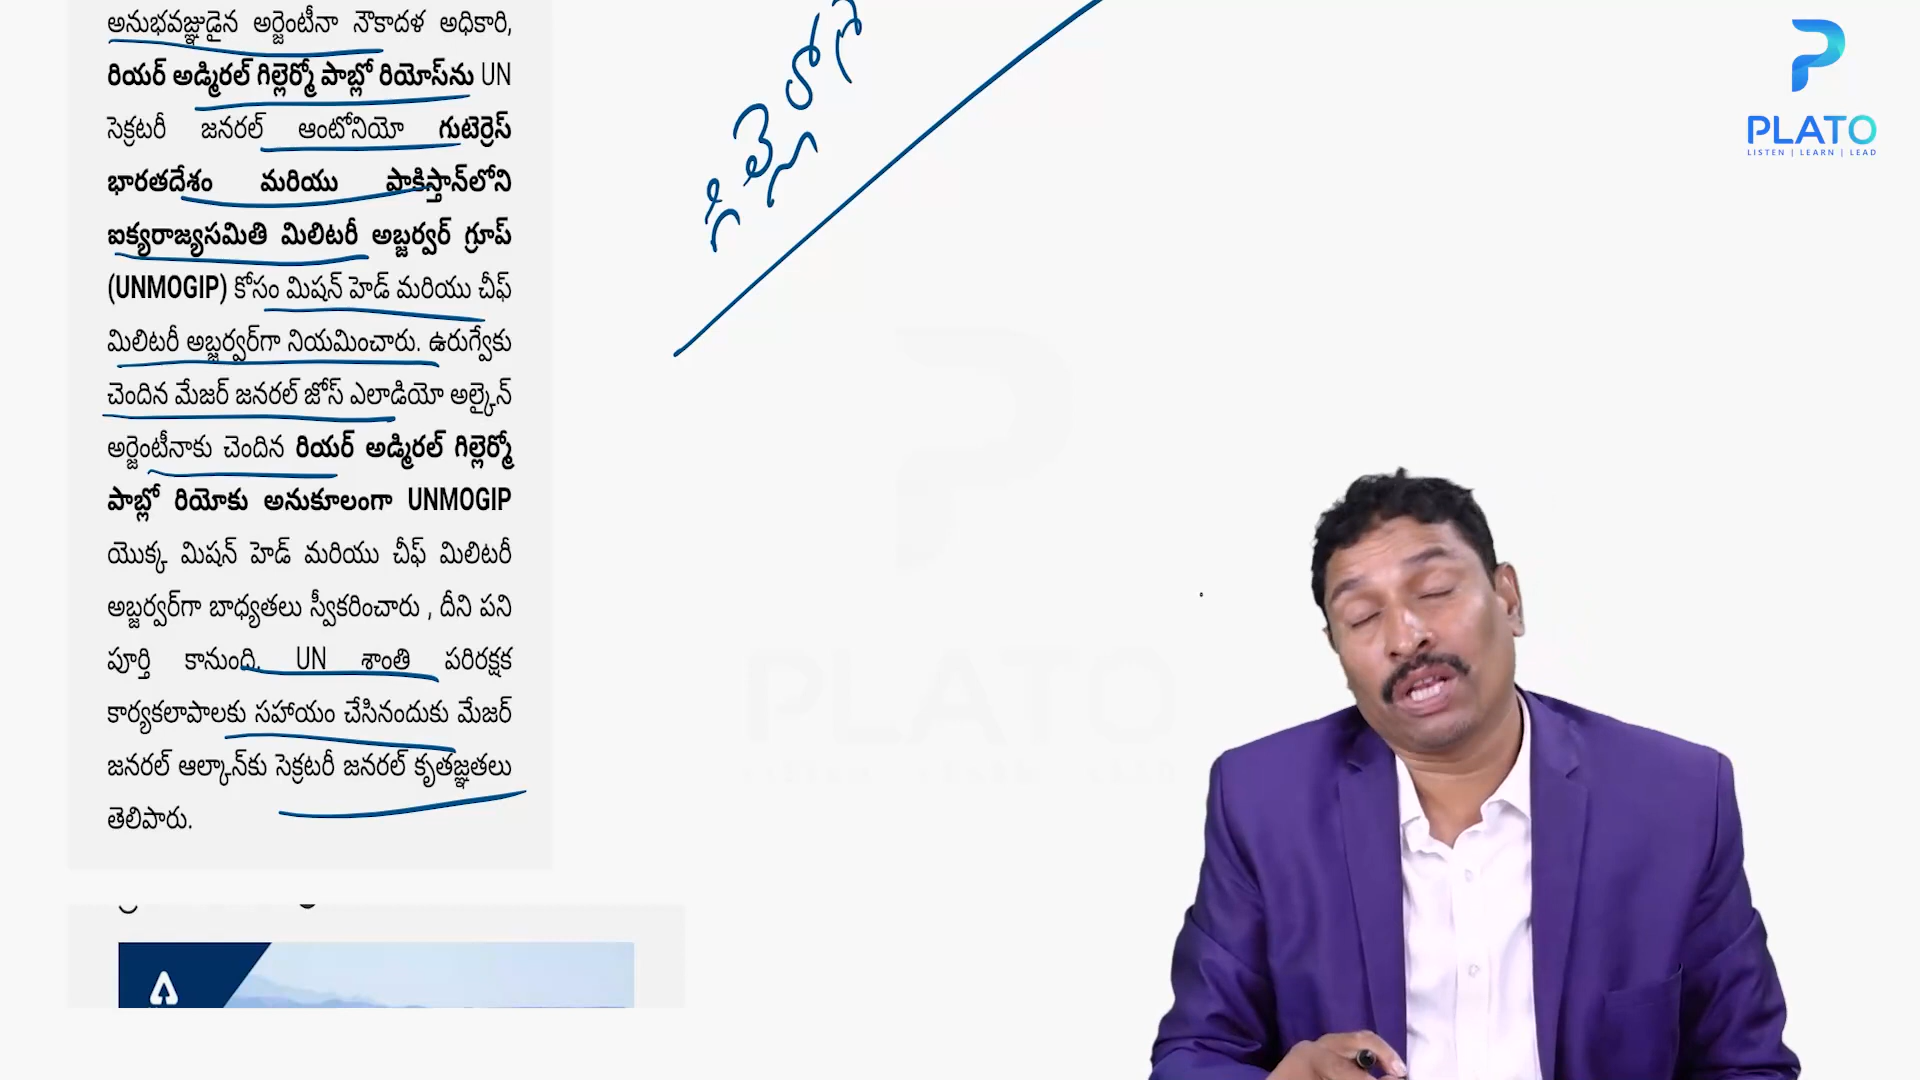 అనుభవజ్ఞుడైన అర్జెంటీనా నౌకాదళ అధికారి,
రియర్ అడ్మిరల్ గిల్లెర్మో పాబ్లో రియోస్‌ను UN
సెక్రటరీ జనరల్ ఆంటోనియో గుటెర్రెస్
భారతదేశం మరియు పాకిస్తాన్‌లోని
ఐక్యరాజ్యసమితి మిలిటరీ అబ్జర్వర్ గ్రూప్
(UNMOGIP) కోసం మిషన్ హెడ్ మరియు చీఫ్
మిలిటరీ అబ్జర్వర్‌గా నియమించారు. ఉరుగ్వేకు
చెందిన మేజర్ జనరల్ జోస్ ఎలాడియో అల్కైన్
అర్జెంటీనాకు చెందిన రియర్ అడ్మిరల్ గిల్లెర్మో
పాబ్లో రియోకు అనుకూలంగా UNMOGIP
యొక్క మిషన్ హెడ్ మరియు చీఫ్ మిలిటరీ
అబ్జర్వర్‌గా బాధ్యతలు స్వీకరించారు , దీని పని
పూర్తి కానుంది. UN శాంతి పరిరక్షక
కార్యకలాపాలకు సహాయం చేసినందుకు మేజర్
జనరల్ ఆల్కాన్‌కు సెక్రటరీ జనరల్ కృతజ్ఞతలు
తెలిపారు.
PLATO
LISTEN | LEARN | LEAD
PLATO